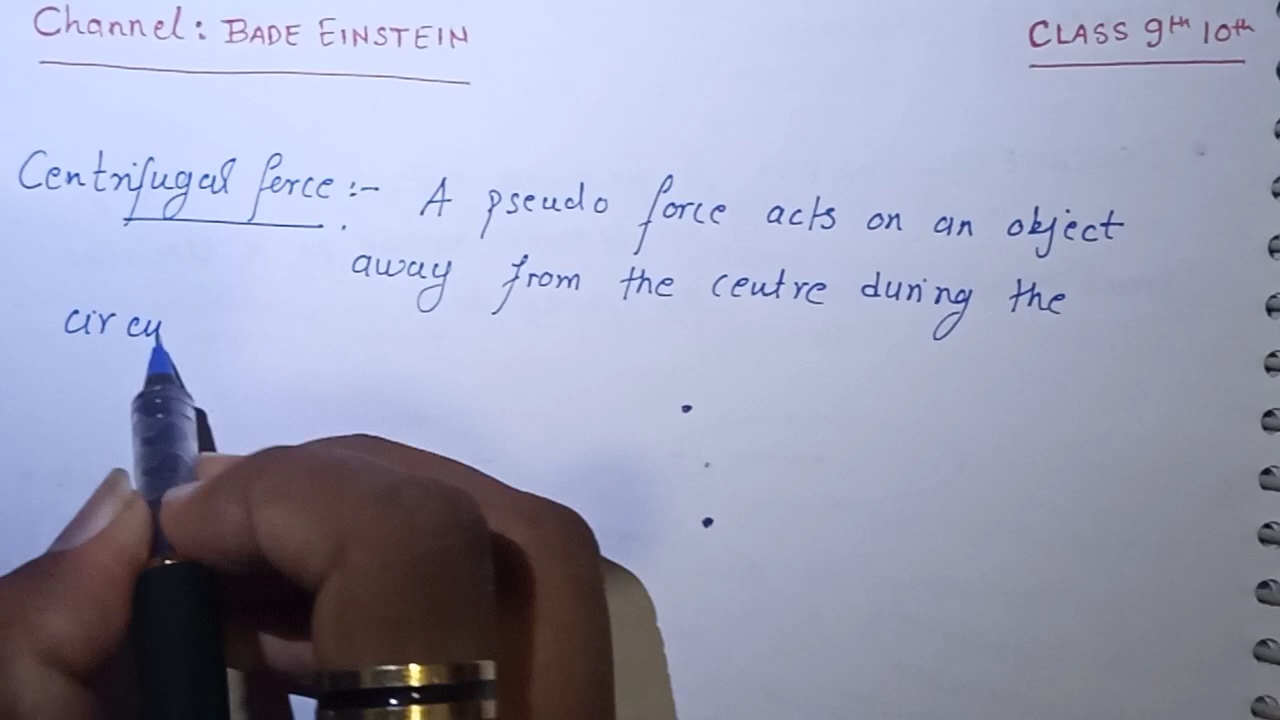 Channel: BADE EINSTEIN
CLASS 9th 10th
Centrifugal force :- A pseudo force acts on an object
away from the centre during the
circu